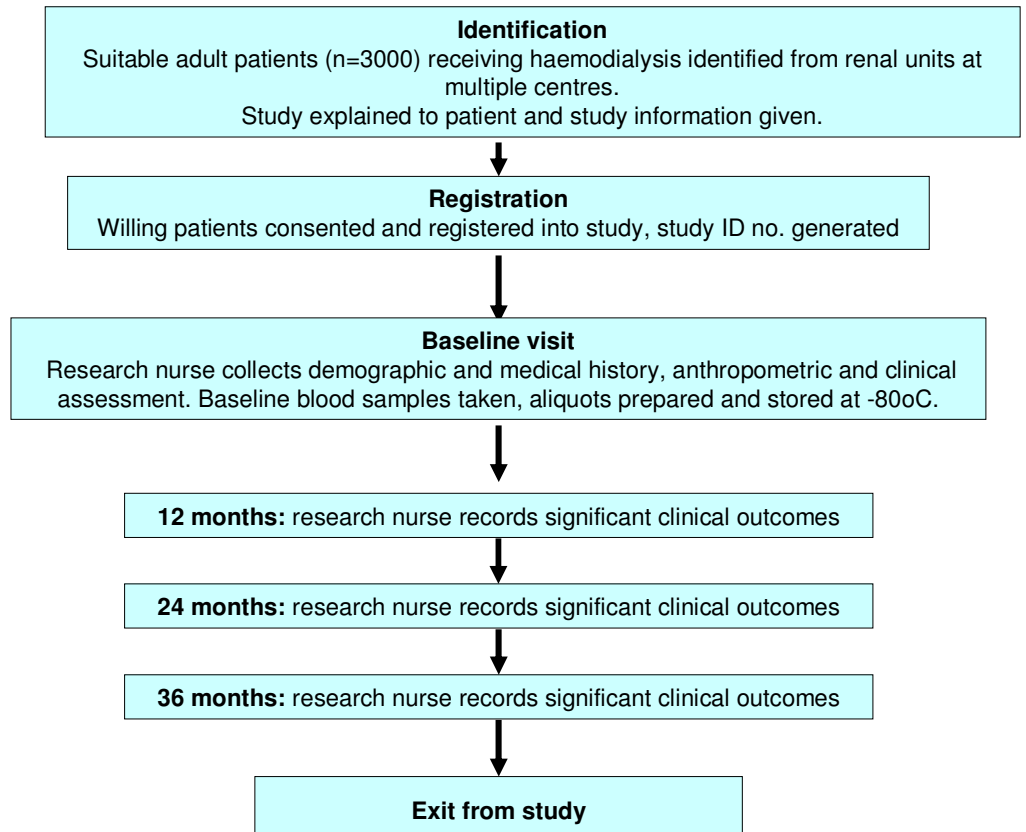 Identification
Suitable adult patients (n=3000) receiving haemodialysis identified from renal units at
multiple centres.
Study explained to patient and study information given.
Registration
Willing patients consented and registered into study, study ID no. generated
Baseline visit
Research nurse collects demographic and medical history, anthropometric and clinical
assessment. Baseline blood samples taken, aliquots prepared and stored at -80oC.
12 months: research nurse records significant clinical outcomes
24 months: research nurse records significant clinical outcomes
36 months: research nurse records significant clinical outcomes
Exit from study